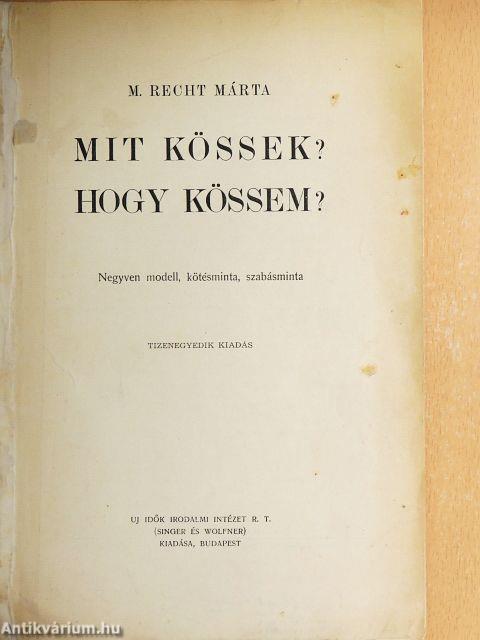 M. RECHT MÁRTA
MIT KÖSSEK?
HOGY KÖSSEM?
Negyven modell, kötésminta, szabásminta
TIZENEGYEDIK KIADÁS
UJ IDŐK IRODALMI INTÉZET R. T.
(SINGER ÉS WOLFNER)
KIADÁSA, BUDAPEST
Antikvárium.hu